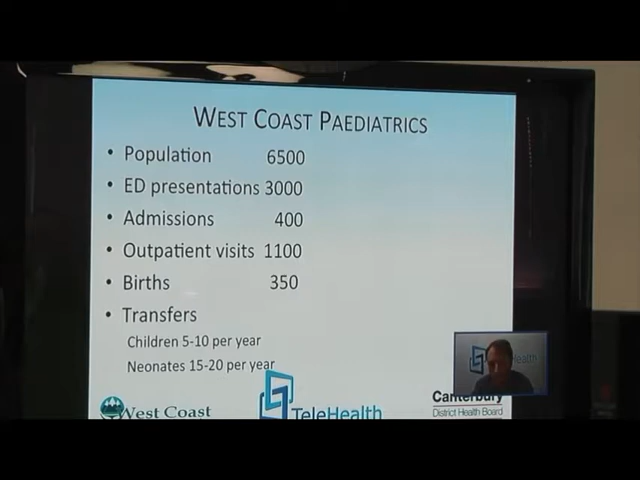 WEST COAST PAEDIATRICS
• Population 6500
• ED presentations 3000
• Admissions 400
• Outpatient visits 1100
• Births 350
• Transfers
Children 5-10 per year
Neonates 15-20 per year
Health
West Coast
TeleHealth
Canterbury
District Health Board